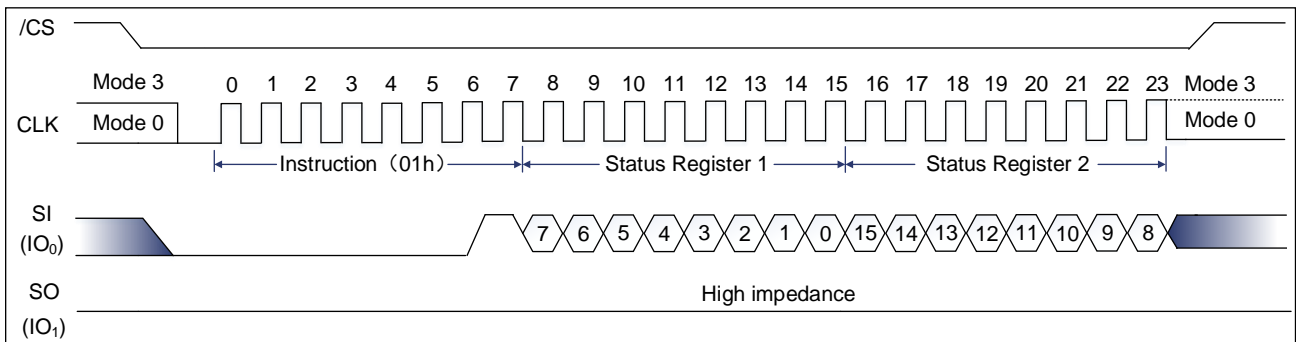 /CS
Mode 3 0 1 2 3 4 5 6 7 8 9 10 11 12 13 14 15 16 17 18 19 20 21 22 23 Mode 3
CLK Mode 0 Mode 0
Instruction（01h） Status Register 1 Status Register 2
SI
(IO₀) 7 6 5 4 3 2 1 0 15 14 13 12 11 10 9 8
SO High impedance
(IO₁)